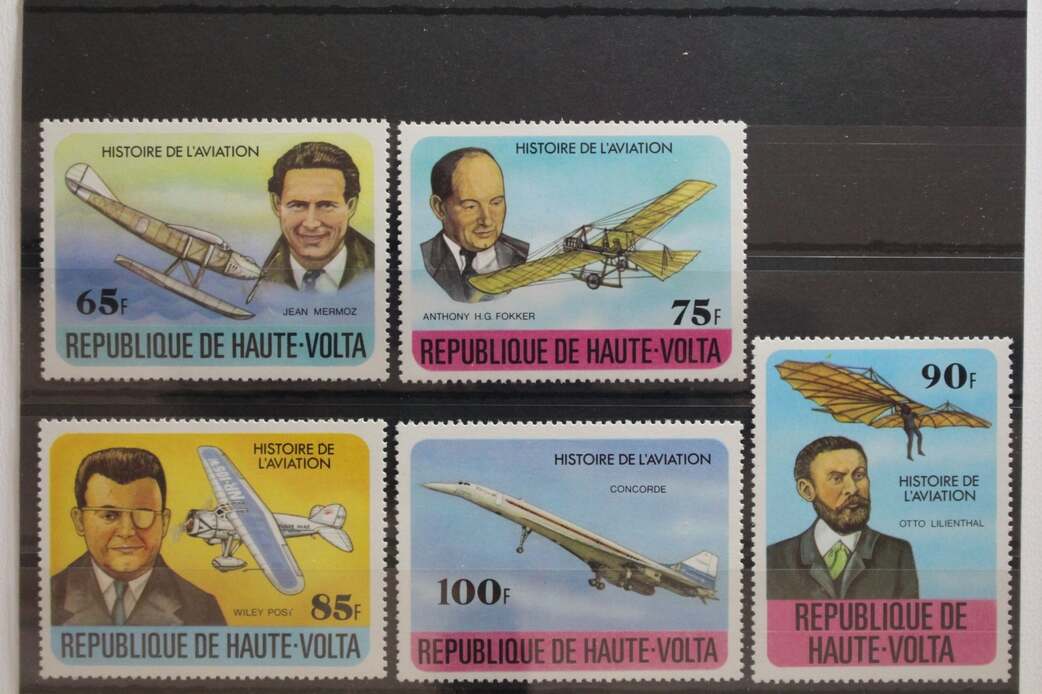 HISTOIRE DE L'AVIATION
65F
JEAN MERMOZ
REPUBLIQUE DE HAUTE·VOLTA
HISTOIRE DE L'AVIATION
ANTHONY H.G. FOKKER
75F
REPUBLIQUE DE HAUTE·VOLTA
90F
HISTOIRE DE
L'AVIATION
OTTO LILIENTHAL
REPUBLIQUE DE
HAUTE·VOLTA
HISTOIRE DE
L'AVIATION
WILEY POST
85F
REPUBLIQUE DE HAUTE·VOLTA
HISTOIRE DE L'AVIATION
CONCORDE
100F
REPUBLIQUE DE HAUTE·VOLTA